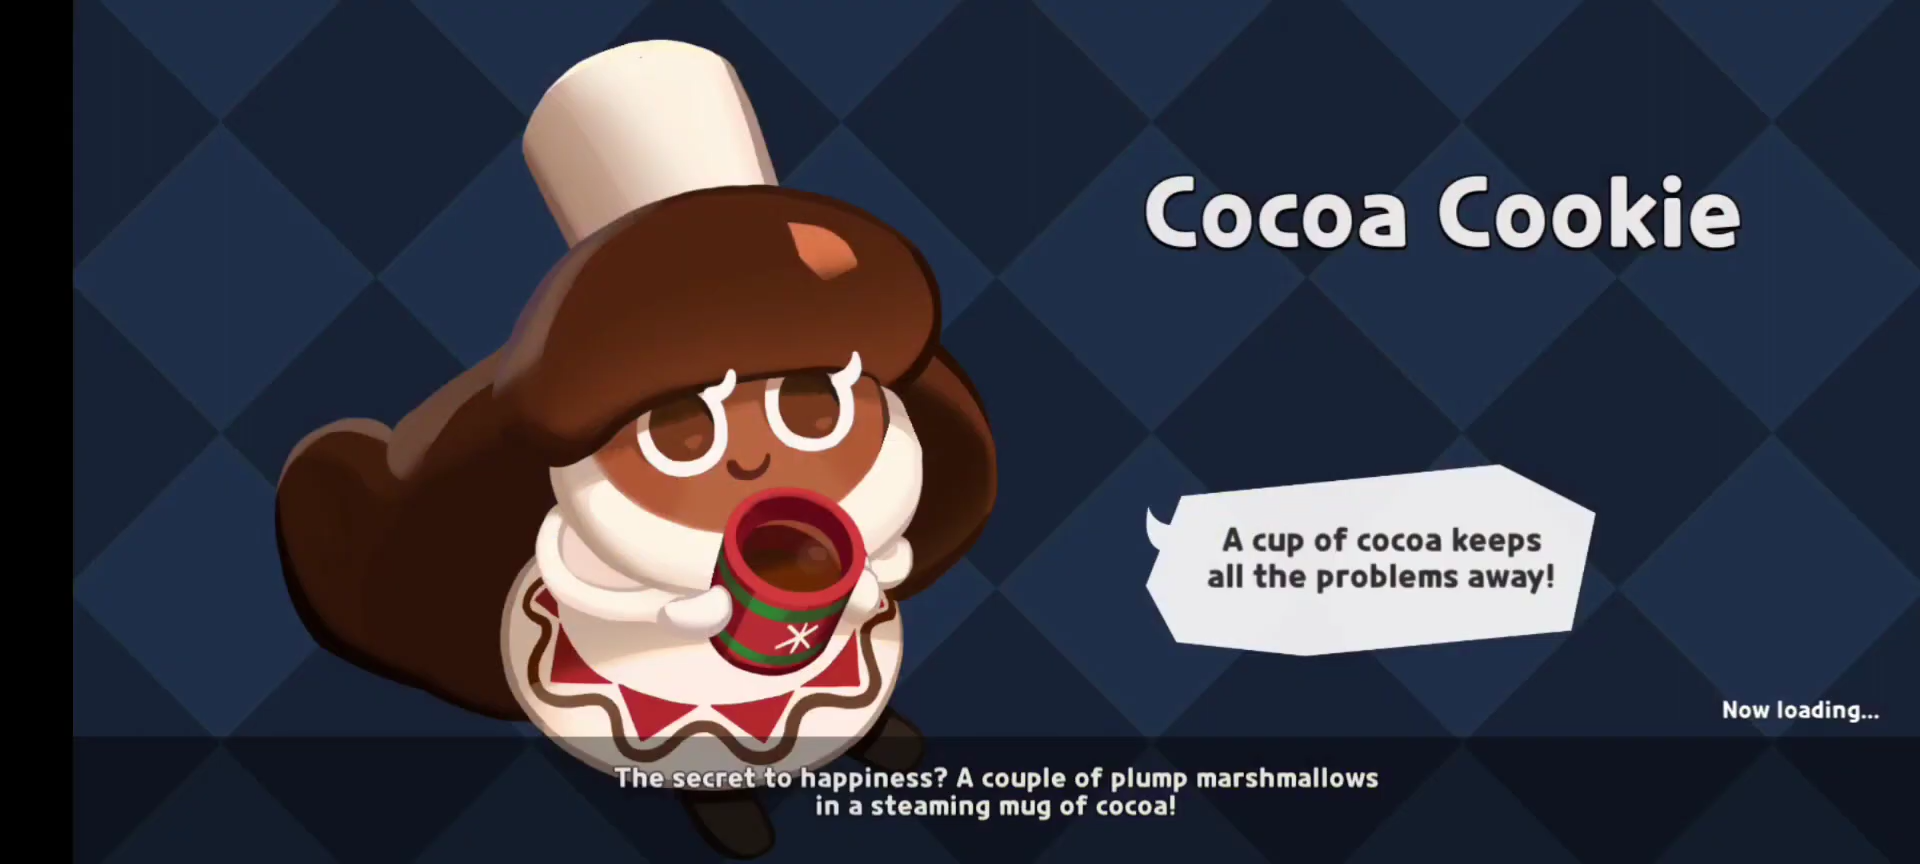 Cocoa Cookie
A cup of cocoa keeps
all the problems away!
Now loading...
The secret to happiness? A couple of plump marshmallows
in a steaming mug of cocoa!